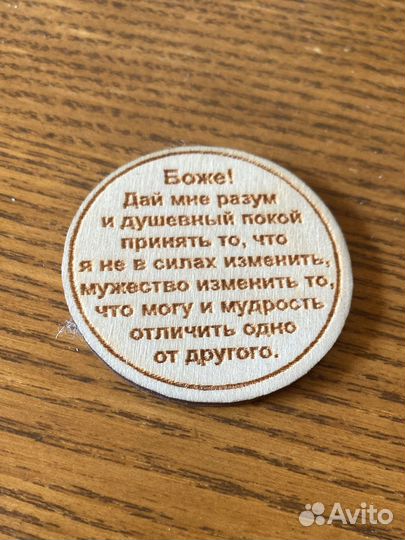 Боже!
Дай мне разум
и душевный покой
принять то, что
я не в силах изменить,
мужество изменить то,
что могу и мудрость
отличить одно
от другого.
Avito